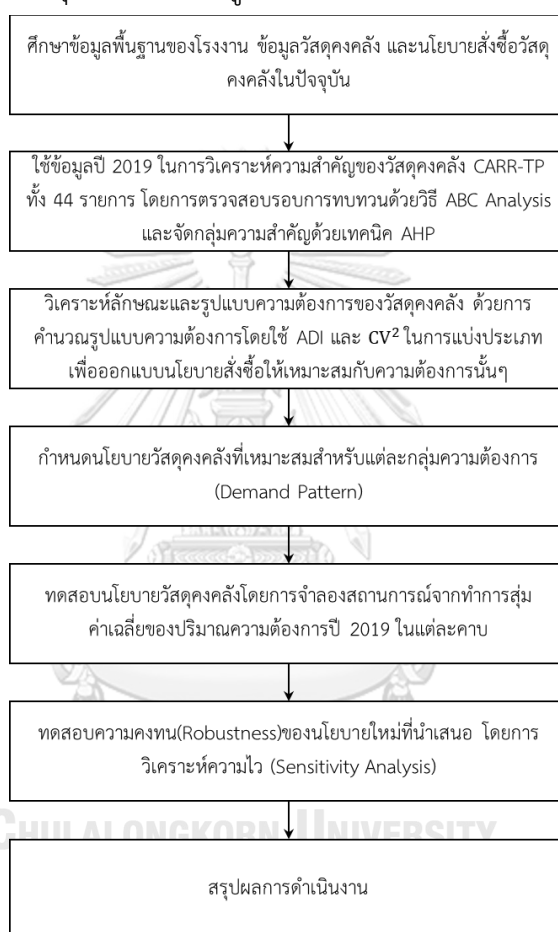 ศึกษาข้อมูลพื้นฐานของโรงงาน ข้อมูลวัสดุคงคลัง และนโยบายสั่งซื้อวัสดุ
คงคลังในปัจจุบัน
ใช้ข้อมูลปี 2019 ในการวิเคราะห์ความสำคัญของวัสดุคงคลัง CARR-TP
ทั้ง 44 รายการ โดยการตรวจสอบรอบการทบทวนด้วยวิธี ABC Analysis
และจัดกลุ่มความสำคัญด้วยเทคนิค AHP
วิเคราะห์ลักษณะและรูปแบบความต้องการของวัสดุคงคลัง ด้วยการ
คำนวณรูปแบบความต้องการโดยใช้ ADI และ CV² ในการแบ่งประเภท
เพื่อออกแบบนโยบายสั่งซื้อให้เหมาะสมกับความต้องการนั้นๆ
กำหนดนโยบายวัสดุคงคลังที่เหมาะสมสำหรับแต่ละกลุ่มความต้องการ
(Demand Pattern)
ทดสอบนโยบายวัสดุคงคลังโดยการจำลองสถานการณ์จากทำการสุ่ม
ค่าเฉลี่ยของปริมาณความต้องการปี 2019 ในแต่ละคาบ
ทดสอบความคงทน(Robustness)ของนโยบายใหม่ที่นำเสนอ โดยการ
วิเคราะห์ความไว (Sensitivity Analysis)
CHULALONGKORN UNIVERSITY
สรุปผลการดำเนินงาน